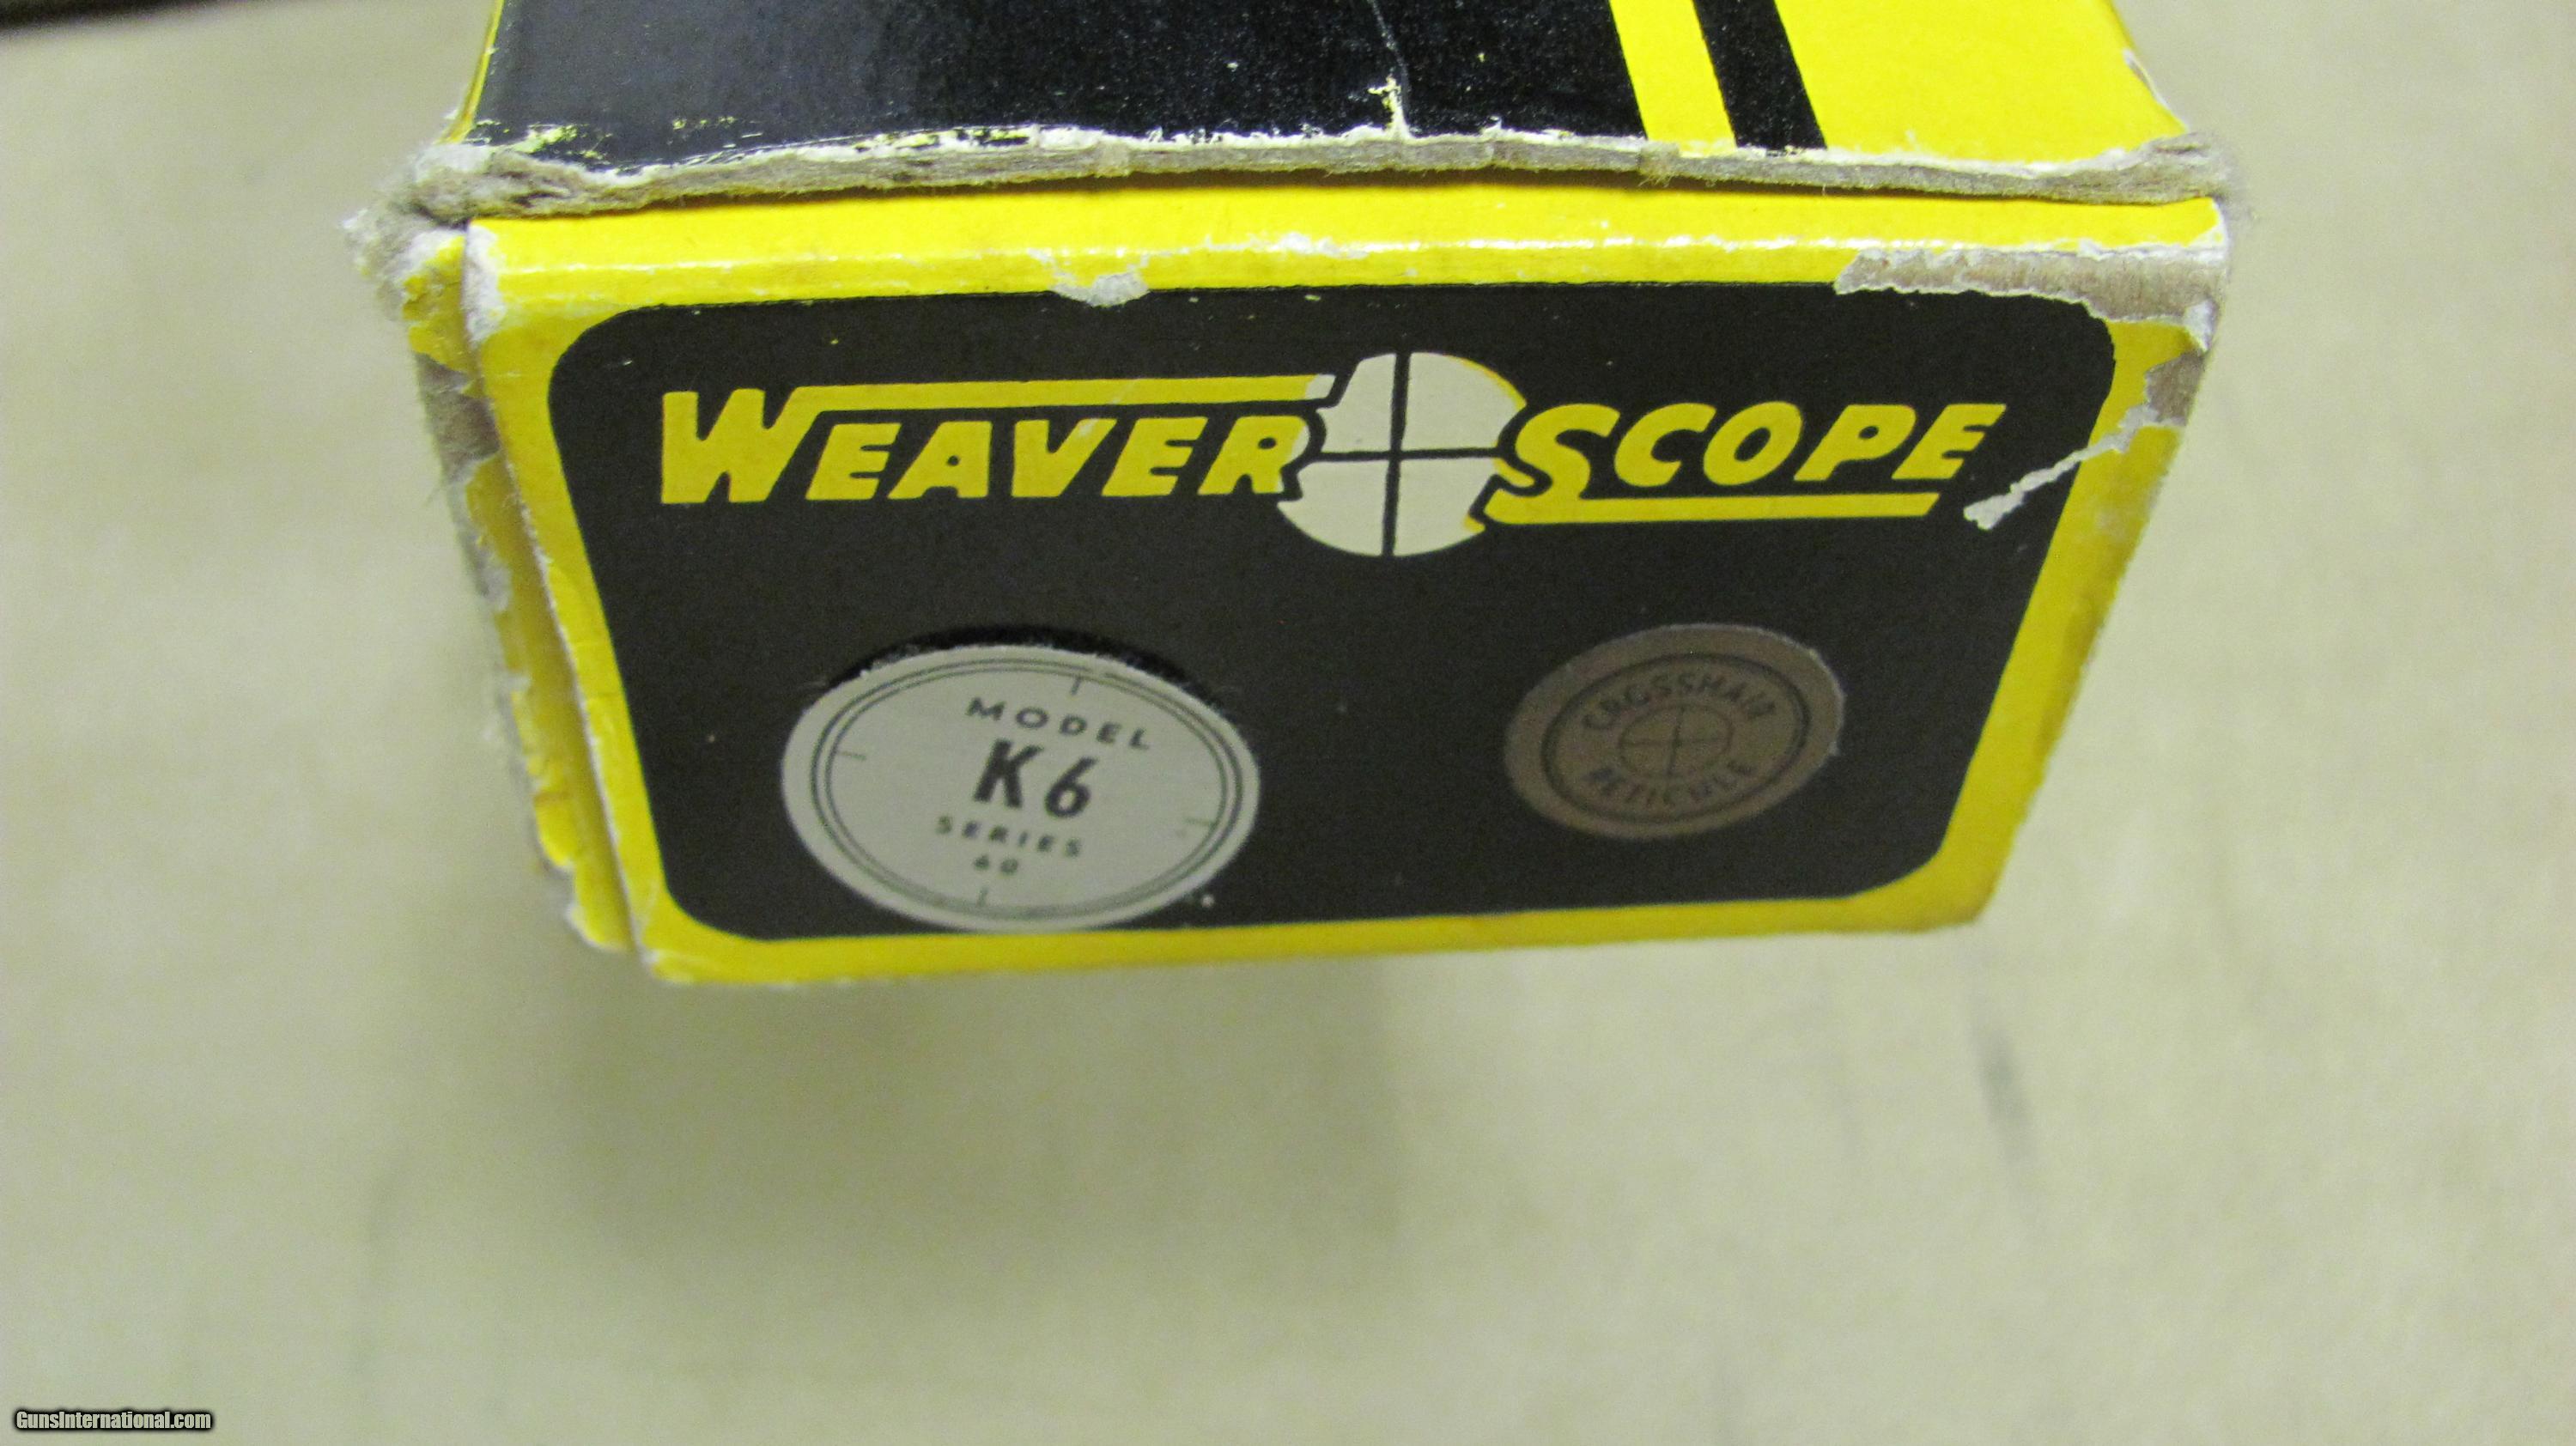 WEAVER SCOPE
MODEL
K6
SERIES
60
CROSSHAIR
RETICULE
GunsInternational.com